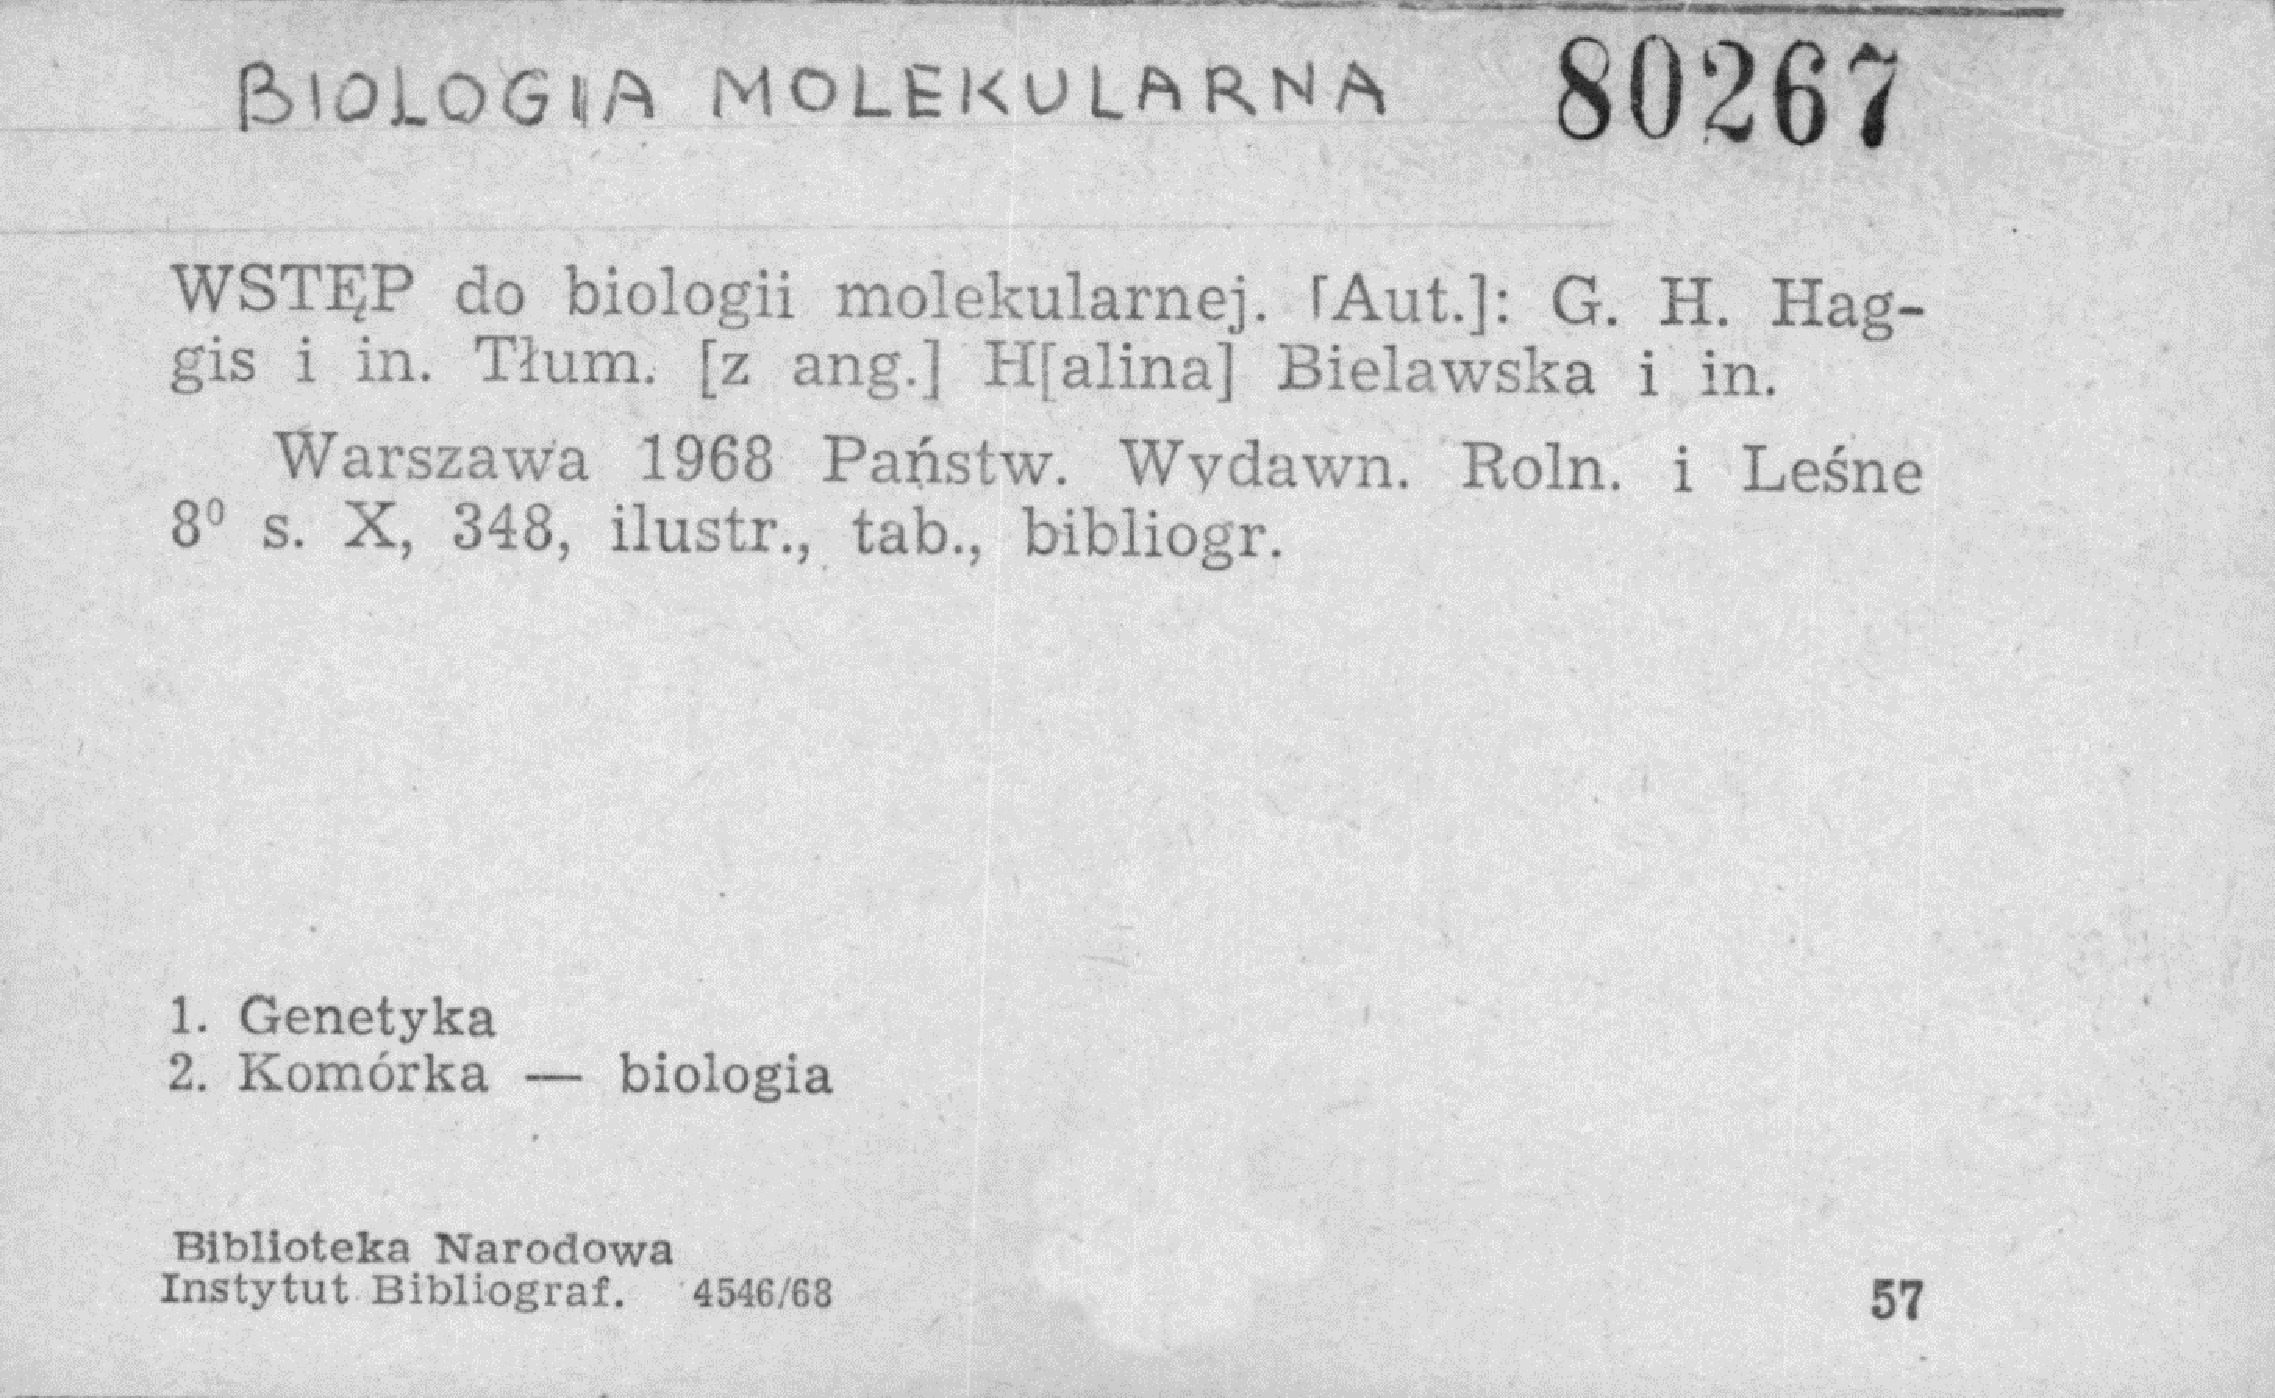 BIOLOGIA MOLEKULARNA 80267
WSTĘP do biologii molekularnej. [Aut.]: G. H. Hag-
gis i in. Tłum. [z ang.] H[alina] Bielawska i in.
Warszawa 1968 Państw. Wydawn. Roln. i Leśne
8⁰ s. X, 348, ilustr., tab., bibliogr.
1. Genetyka
2. Komórka — biologia
Biblioteka Narodowa
Instytut Bibliograf. 4546/68 57